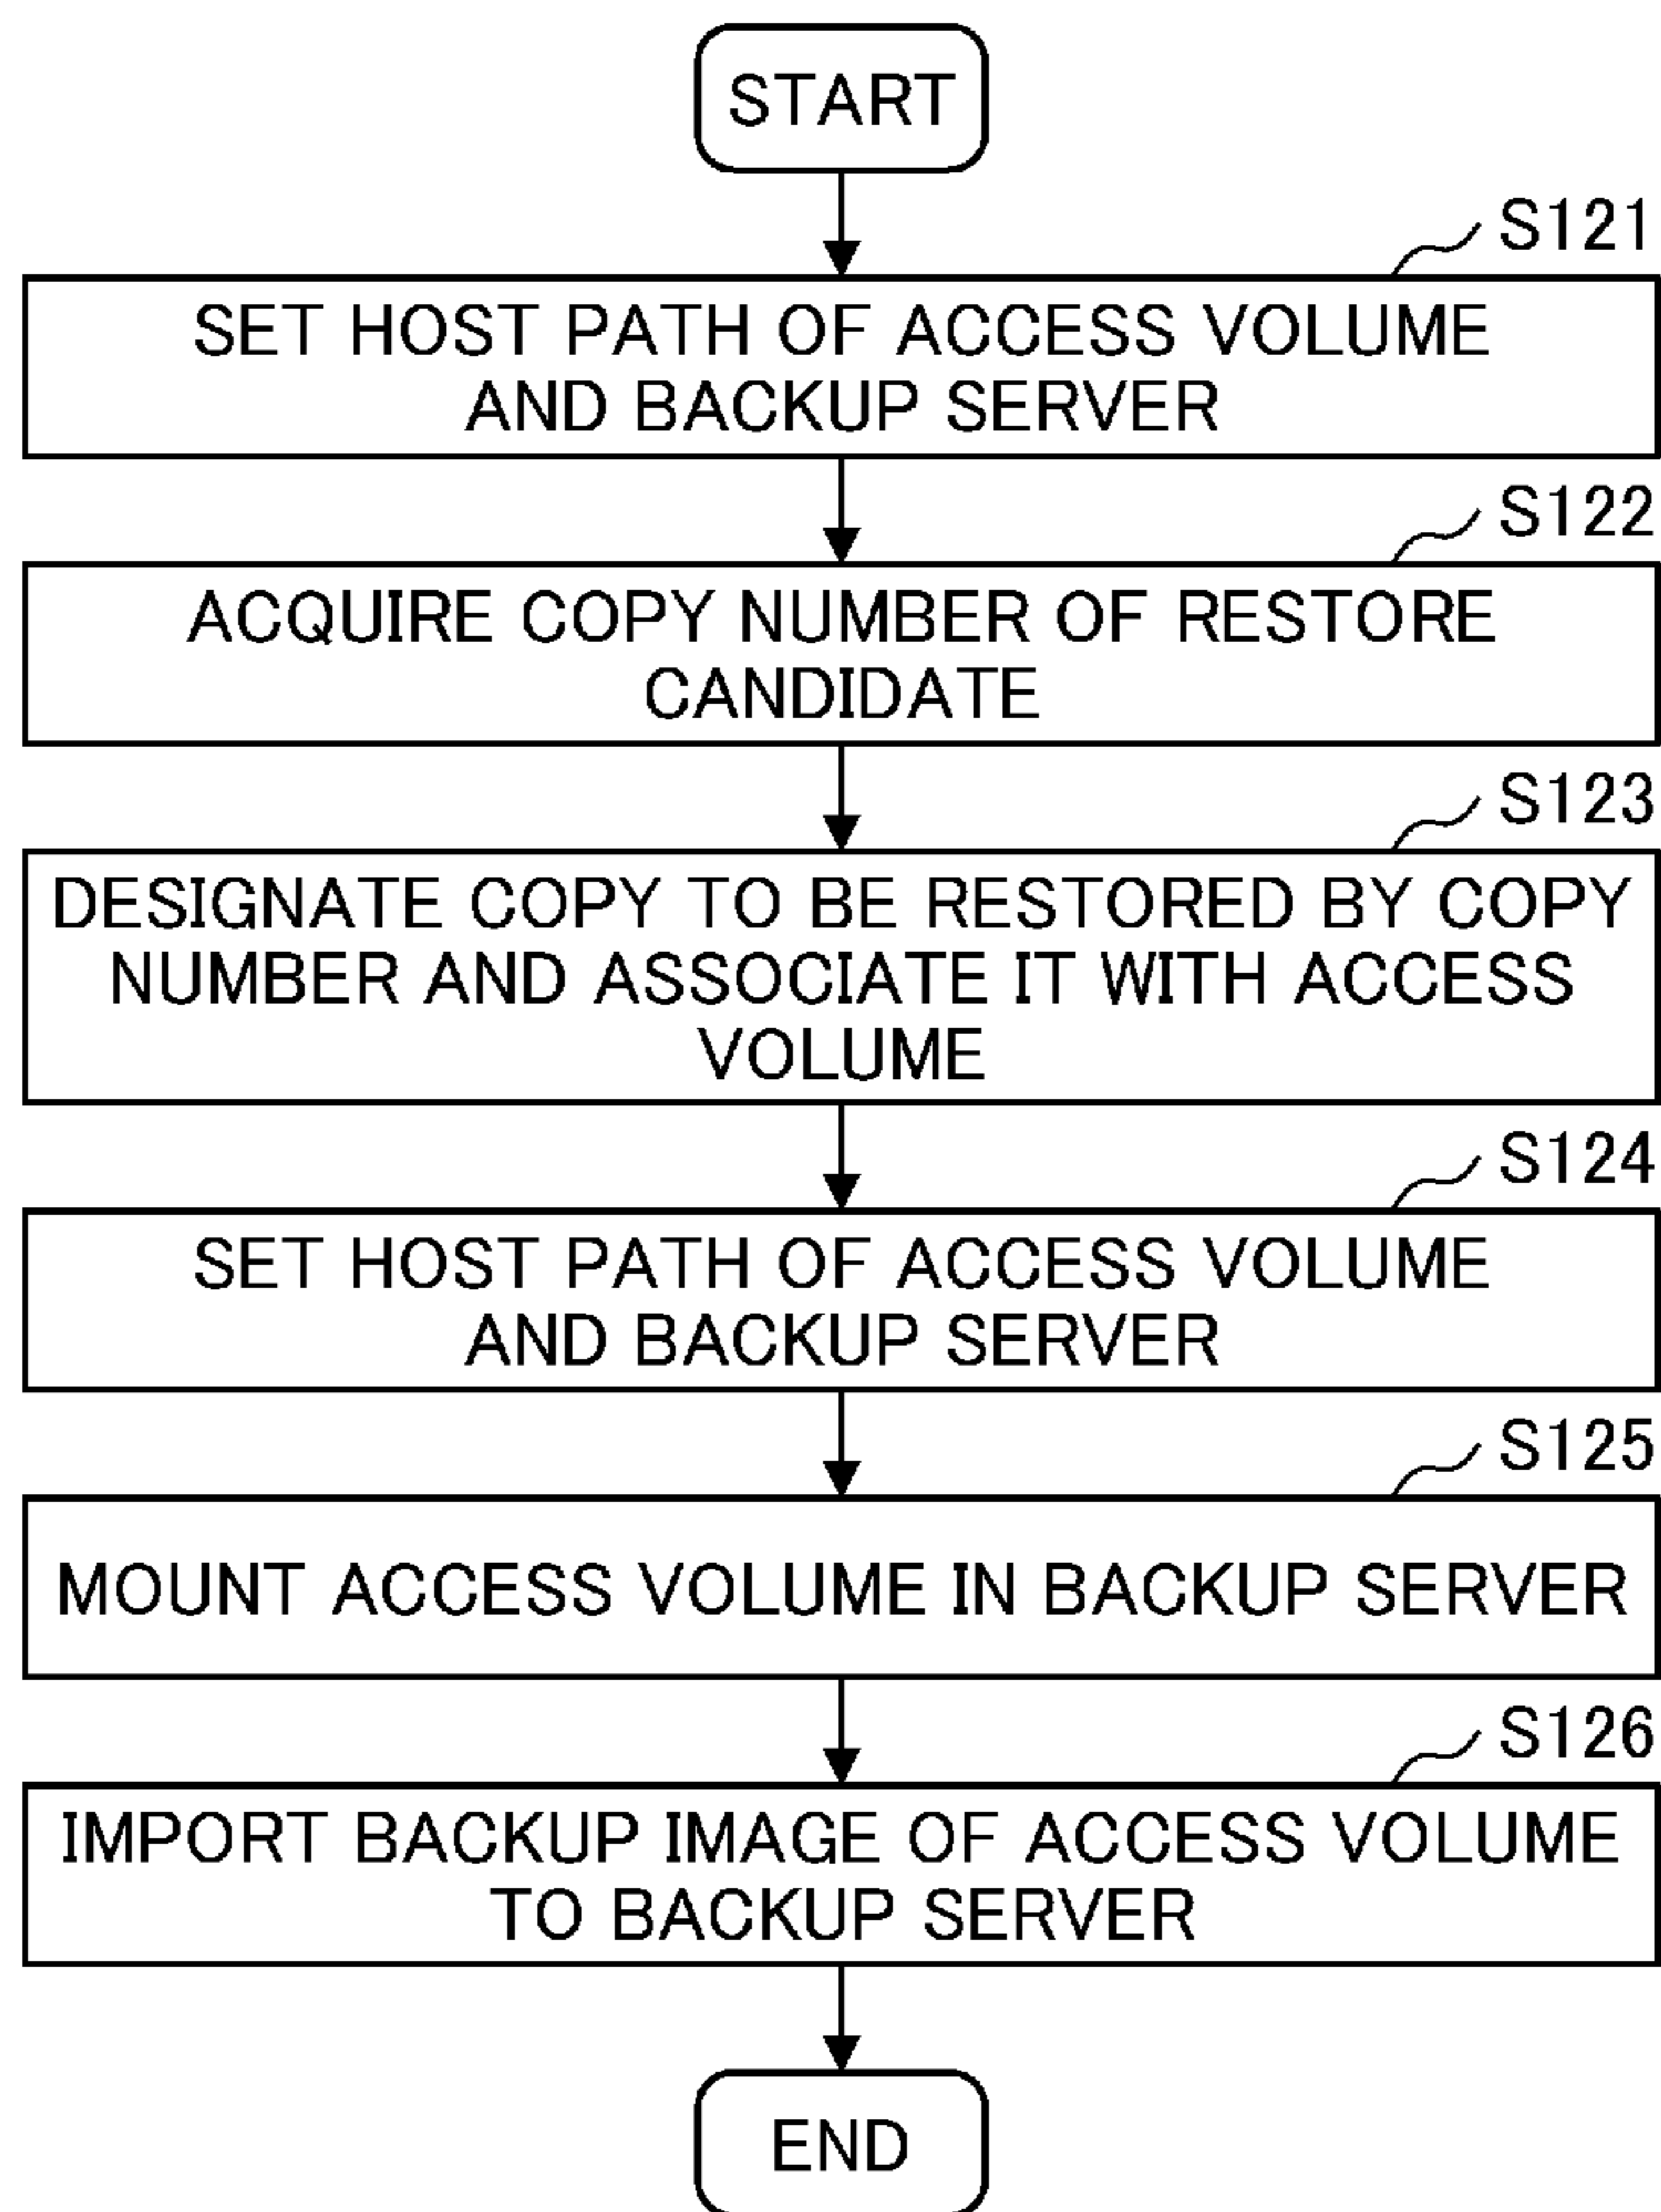 START
S121
SET HOST PATH OF ACCESS VOLUME
AND BACKUP SERVER
S122
ACQUIRE COPY NUMBER OF RESTORE
CANDIDATE
S123
DESIGNATE COPY TO BE RESTORED BY COPY
NUMBER AND ASSOCIATE IT WITH ACCESS
VOLUME
S124
SET HOST PATH OF ACCESS VOLUME
AND BACKUP SERVER
S125
MOUNT ACCESS VOLUME IN BACKUP SERVER
S126
IMPORT BACKUP IMAGE OF ACCESS VOLUME
TO BACKUP SERVER
END